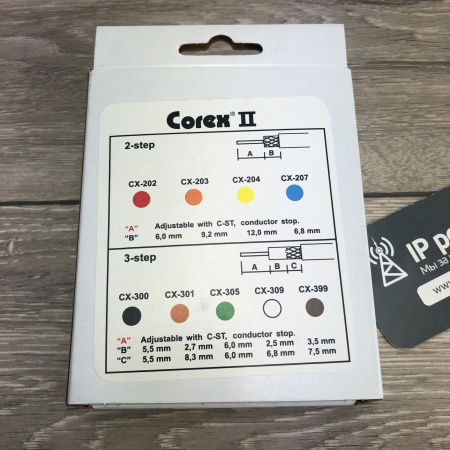 Corex® II
2-step
A B
CX-202 CX-203 CX-204 CX-207
"A" Adjustable with C-ST, conductor stop.
"B" 6,0 mm 9,2 mm 12,0 mm 6,8 mm
3-step
A B C
CX-300 CX-301 CX-305 CX-309 CX-399
"A" Adjustable with C-ST, conductor stop.
"B" 5,5 mm 2,7 mm 6,0 mm 2,5 mm 3,5 mm
"C" 5,5 mm 8,3 mm 6,0 mm 6,8 mm 7,5 mm
IP
Мы за
www.